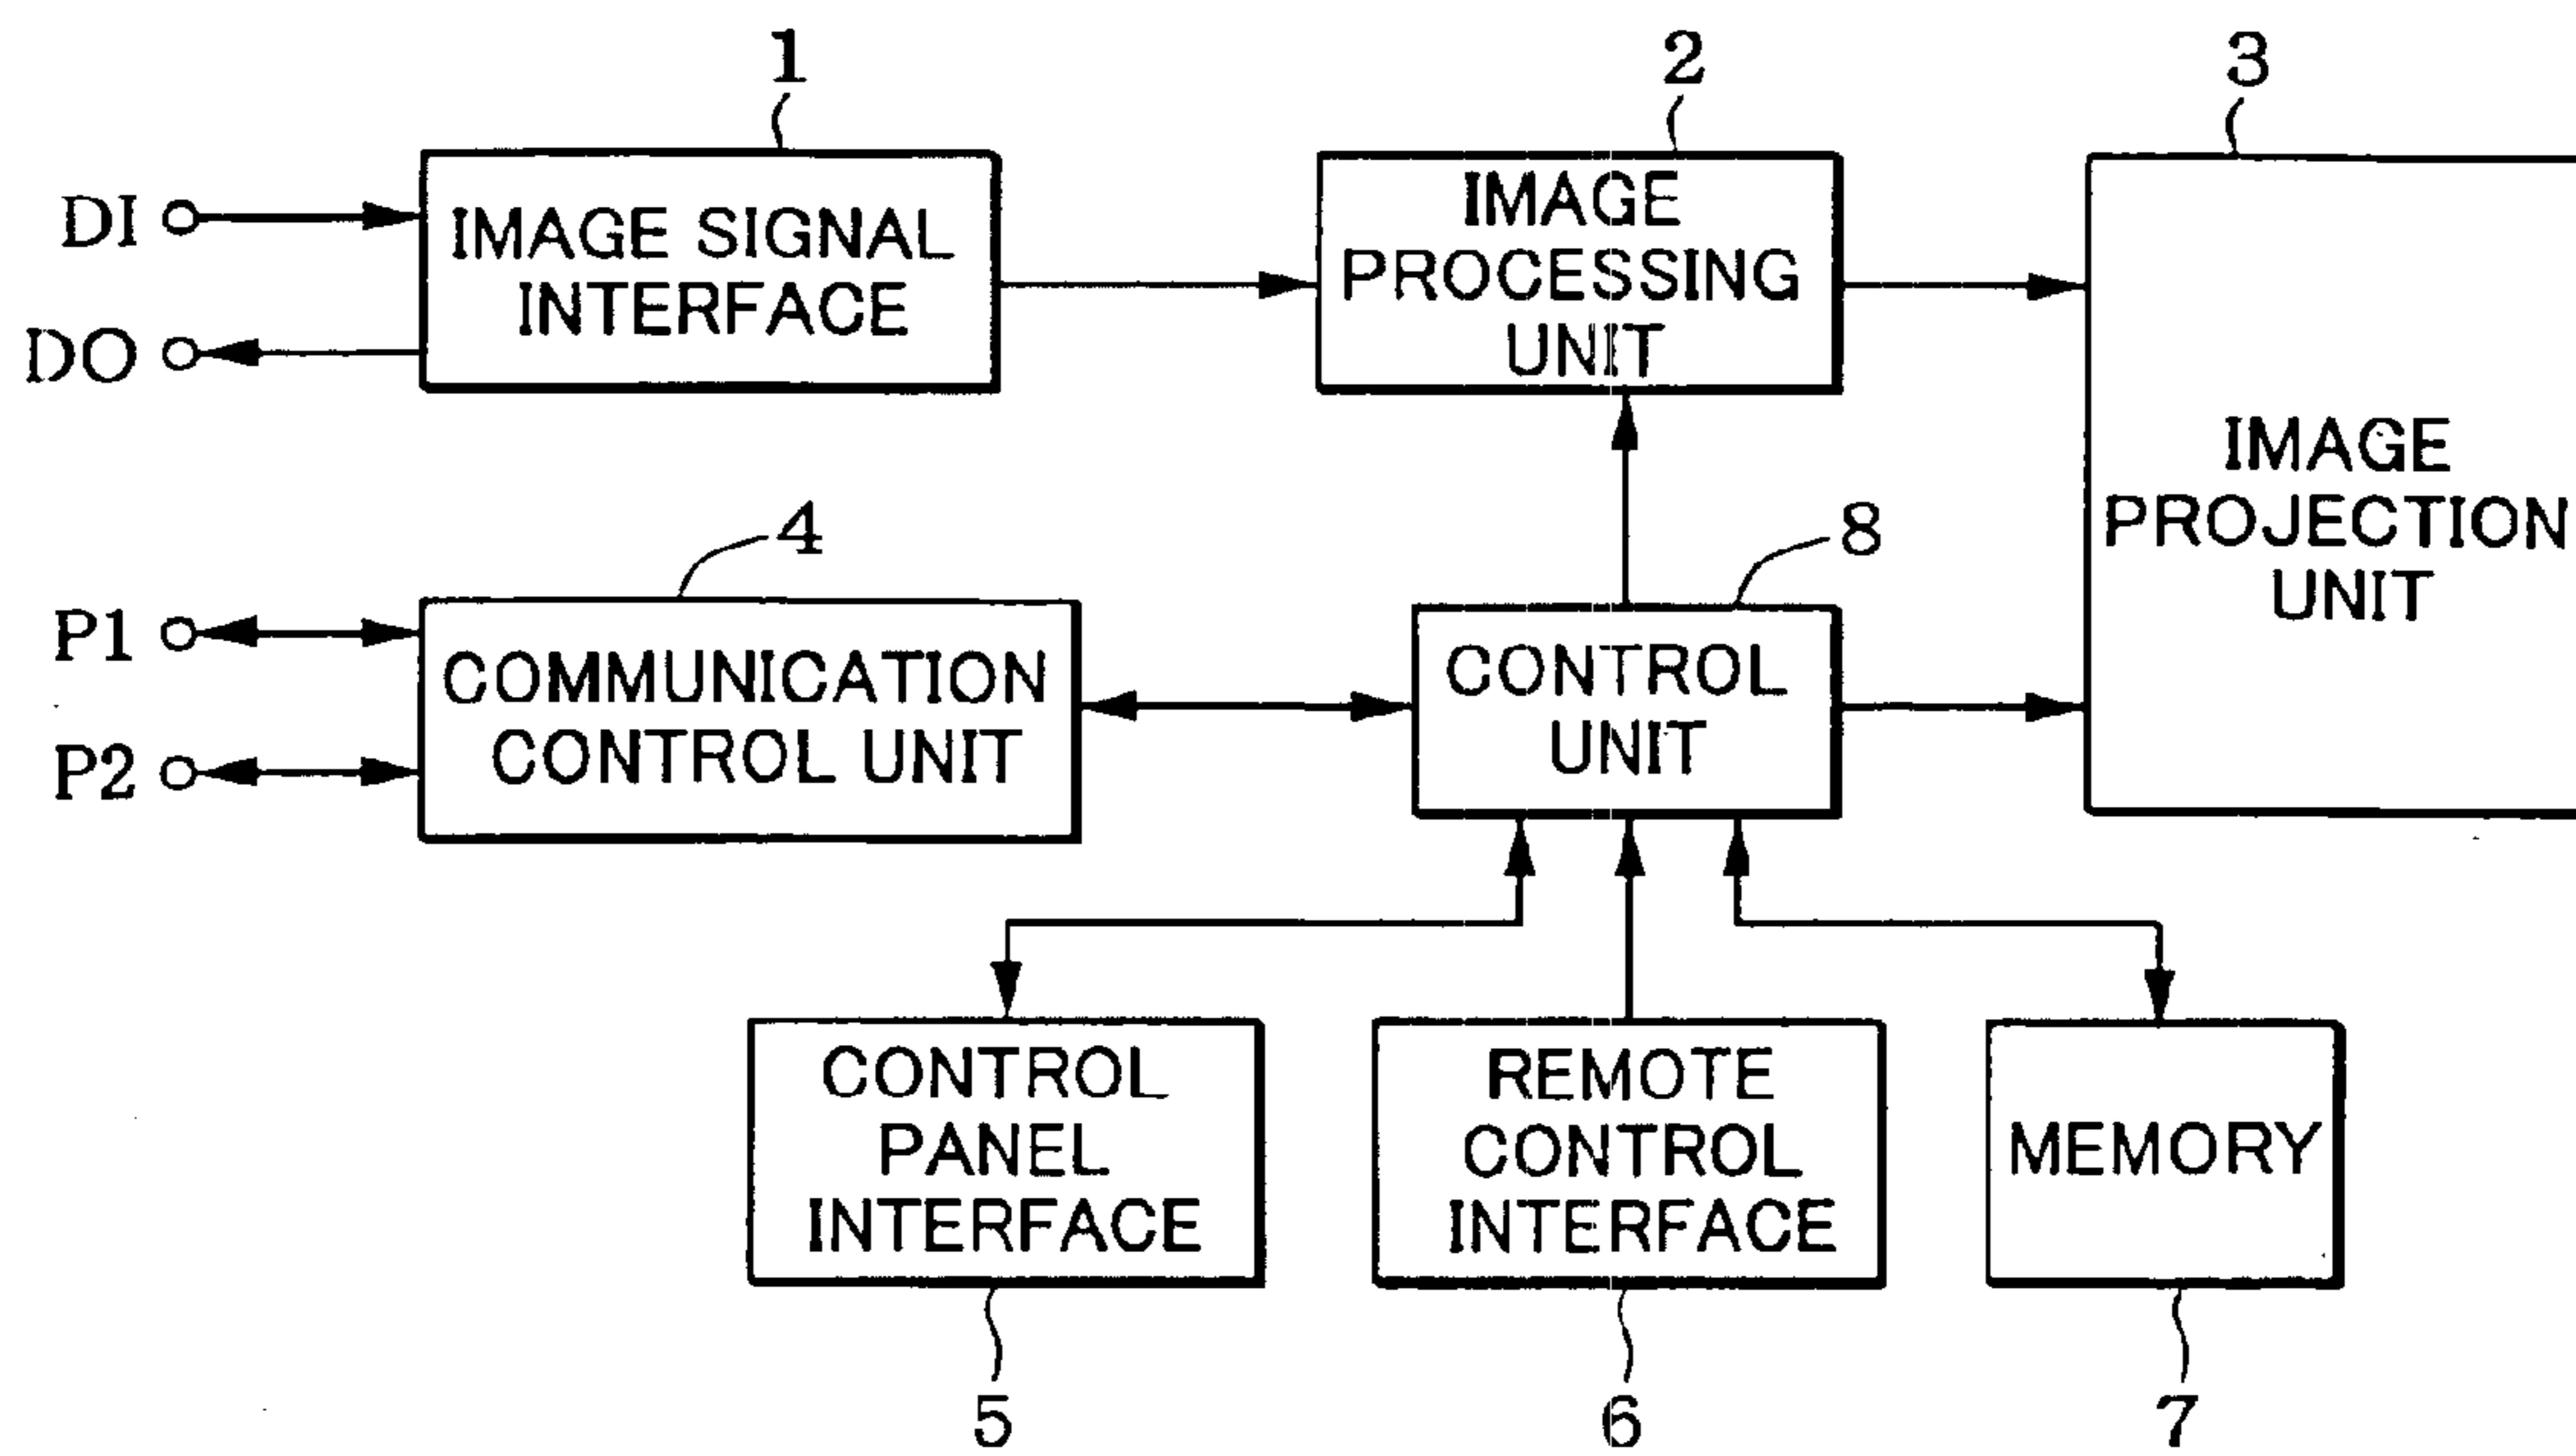 1
2
3
DI
DO
IMAGE SIGNAL
INTERFACE
IMAGE
PROCESSING
UNIT
IMAGE
PROJECTION
UNIT
4
8
P1
P2
COMMUNICATION
CONTROL UNIT
CONTROL
UNIT
CONTROL
PANEL
INTERFACE
REMOTE
CONTROL
INTERFACE
MEMORY
5
6
7